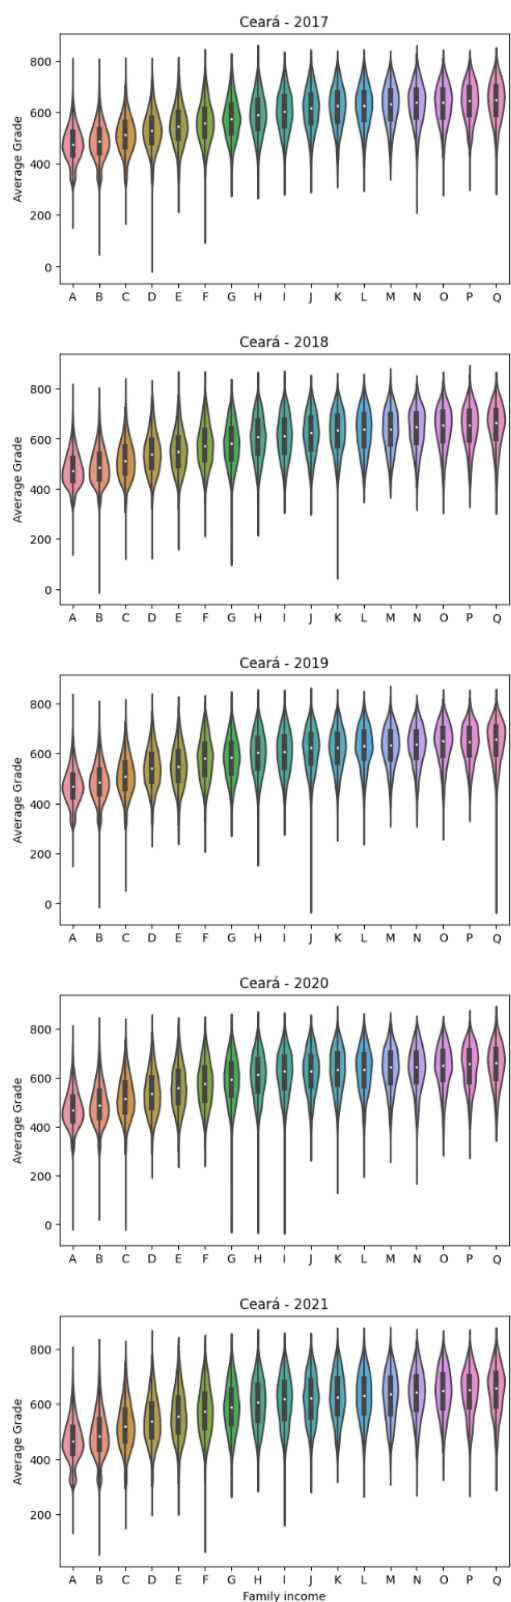 Ceará - 2017
Average Grade
800
600
400
200
0
A B C D E F G H I J K L M N O P Q
Ceará - 2018
Average Grade
800
600
400
200
0
A B C D E F G H I J K L M N O P Q
Ceará - 2019
Average Grade
800
600
400
200
0
A B C D E F G H I J K L M N O P Q
Ceará - 2020
Average Grade
800
600
400
200
0
A B C D E F G H I J K L M N O P Q
Ceará - 2021
Average Grade
800
600
400
200
A B C D E F G H I J K L M N O P Q
Family income